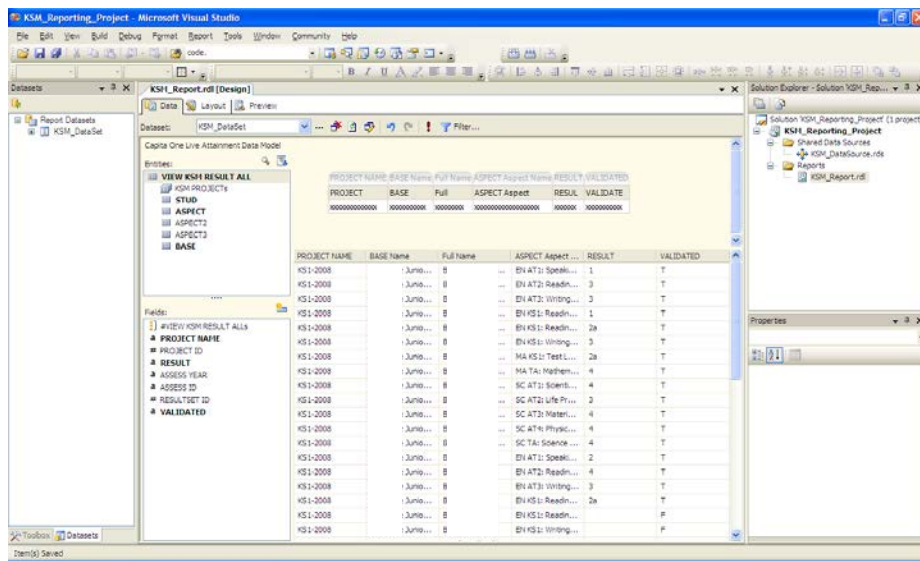 KSM_Reporting_Project - Microsoft Visual Studio
File Edit View Build Debug Format Report Tools Window Community Help
code.
B I U A
Datasets
Report Datasets
KSM_DataSet
Toolbox Datasets
Item(s) Saved
KSM_Report.rdl [Design]
Data Layout Preview
Dataset: KSM_DataSet Filter...
Capita One Live Attainment Data Model
Entities:
VIEW KSM RESULT ALL
KSM PROJECTs
STUD
ASPECT
ASPECT2
ASPECT3
BASE
Fields:
#VIEW KSM RESULT ALLs
PROJECT NAME
PROJECT ID
RESULT
ASSESS YEAR
ASSESS ID
RESULTSET ID
VALIDATED
PROJECT NAME BASE Name Full Name ASPECT Aspect Name RESULT VALIDATED
PROJECT BASE Full ASPECT Aspect RESUL VALIDATE
PROJECT NAME BASE Name Full Name ASPECT Aspect ... RESULT VALIDATED
KS1-2008 Junio... B ... EN AT1: Speaki... 1 T
KS1-2008 Junio... B ... EN AT2: Readin... 3 T
KS1-2008 Junio... B ... EN AT3: Writing... 3 T
KS1-2008 Junio... B ... EN KS1: Readin... 1 T
KS1-2008 Junio... B ... EN KS1: Readin... 2a T
KS1-2008 Junio... B ... EN KS1: Writing... 3 T
KS1-2008 Junio... B ... MA KS1: Test L... 2a T
KS1-2008 Junio... B ... MA TA: Mathem... 4 T
KS1-2008 Junio... B ... SC AT1: Scienti... 4 T
KS1-2008 Junio... B ... SC AT2: Life Pr... 3 T
KS1-2008 Junio... B ... SC AT3: Materi... 4 T
KS1-2008 Junio... B ... SC AT4: Physic... 4 T
KS1-2008 Junio... B ... SC TA: Science ... 4 T
KS1-2008 Junio... B ... EN AT1: Speaki... 2 T
KS1-2008 Junio... B ... EN AT2: Readin... 4 T
KS1-2008 Junio... B ... EN AT3: Writing... 3 T
KS1-2008 Junio... B ... EN KS1: Readin... 2a T
KS1-2008 Junio... B ... EN KS1: Readin... F
KS1-2008 Junio... B ... EN KS1: Writing... F
Solution Explorer - Solution 'KSM_Rep...
Solution 'KSM_Reporting_Project' (1 project
KSM_Reporting_Project
Shared Data Sources
KSM_DataSource.rds
Reports
KSM_Report.rdl
Properties